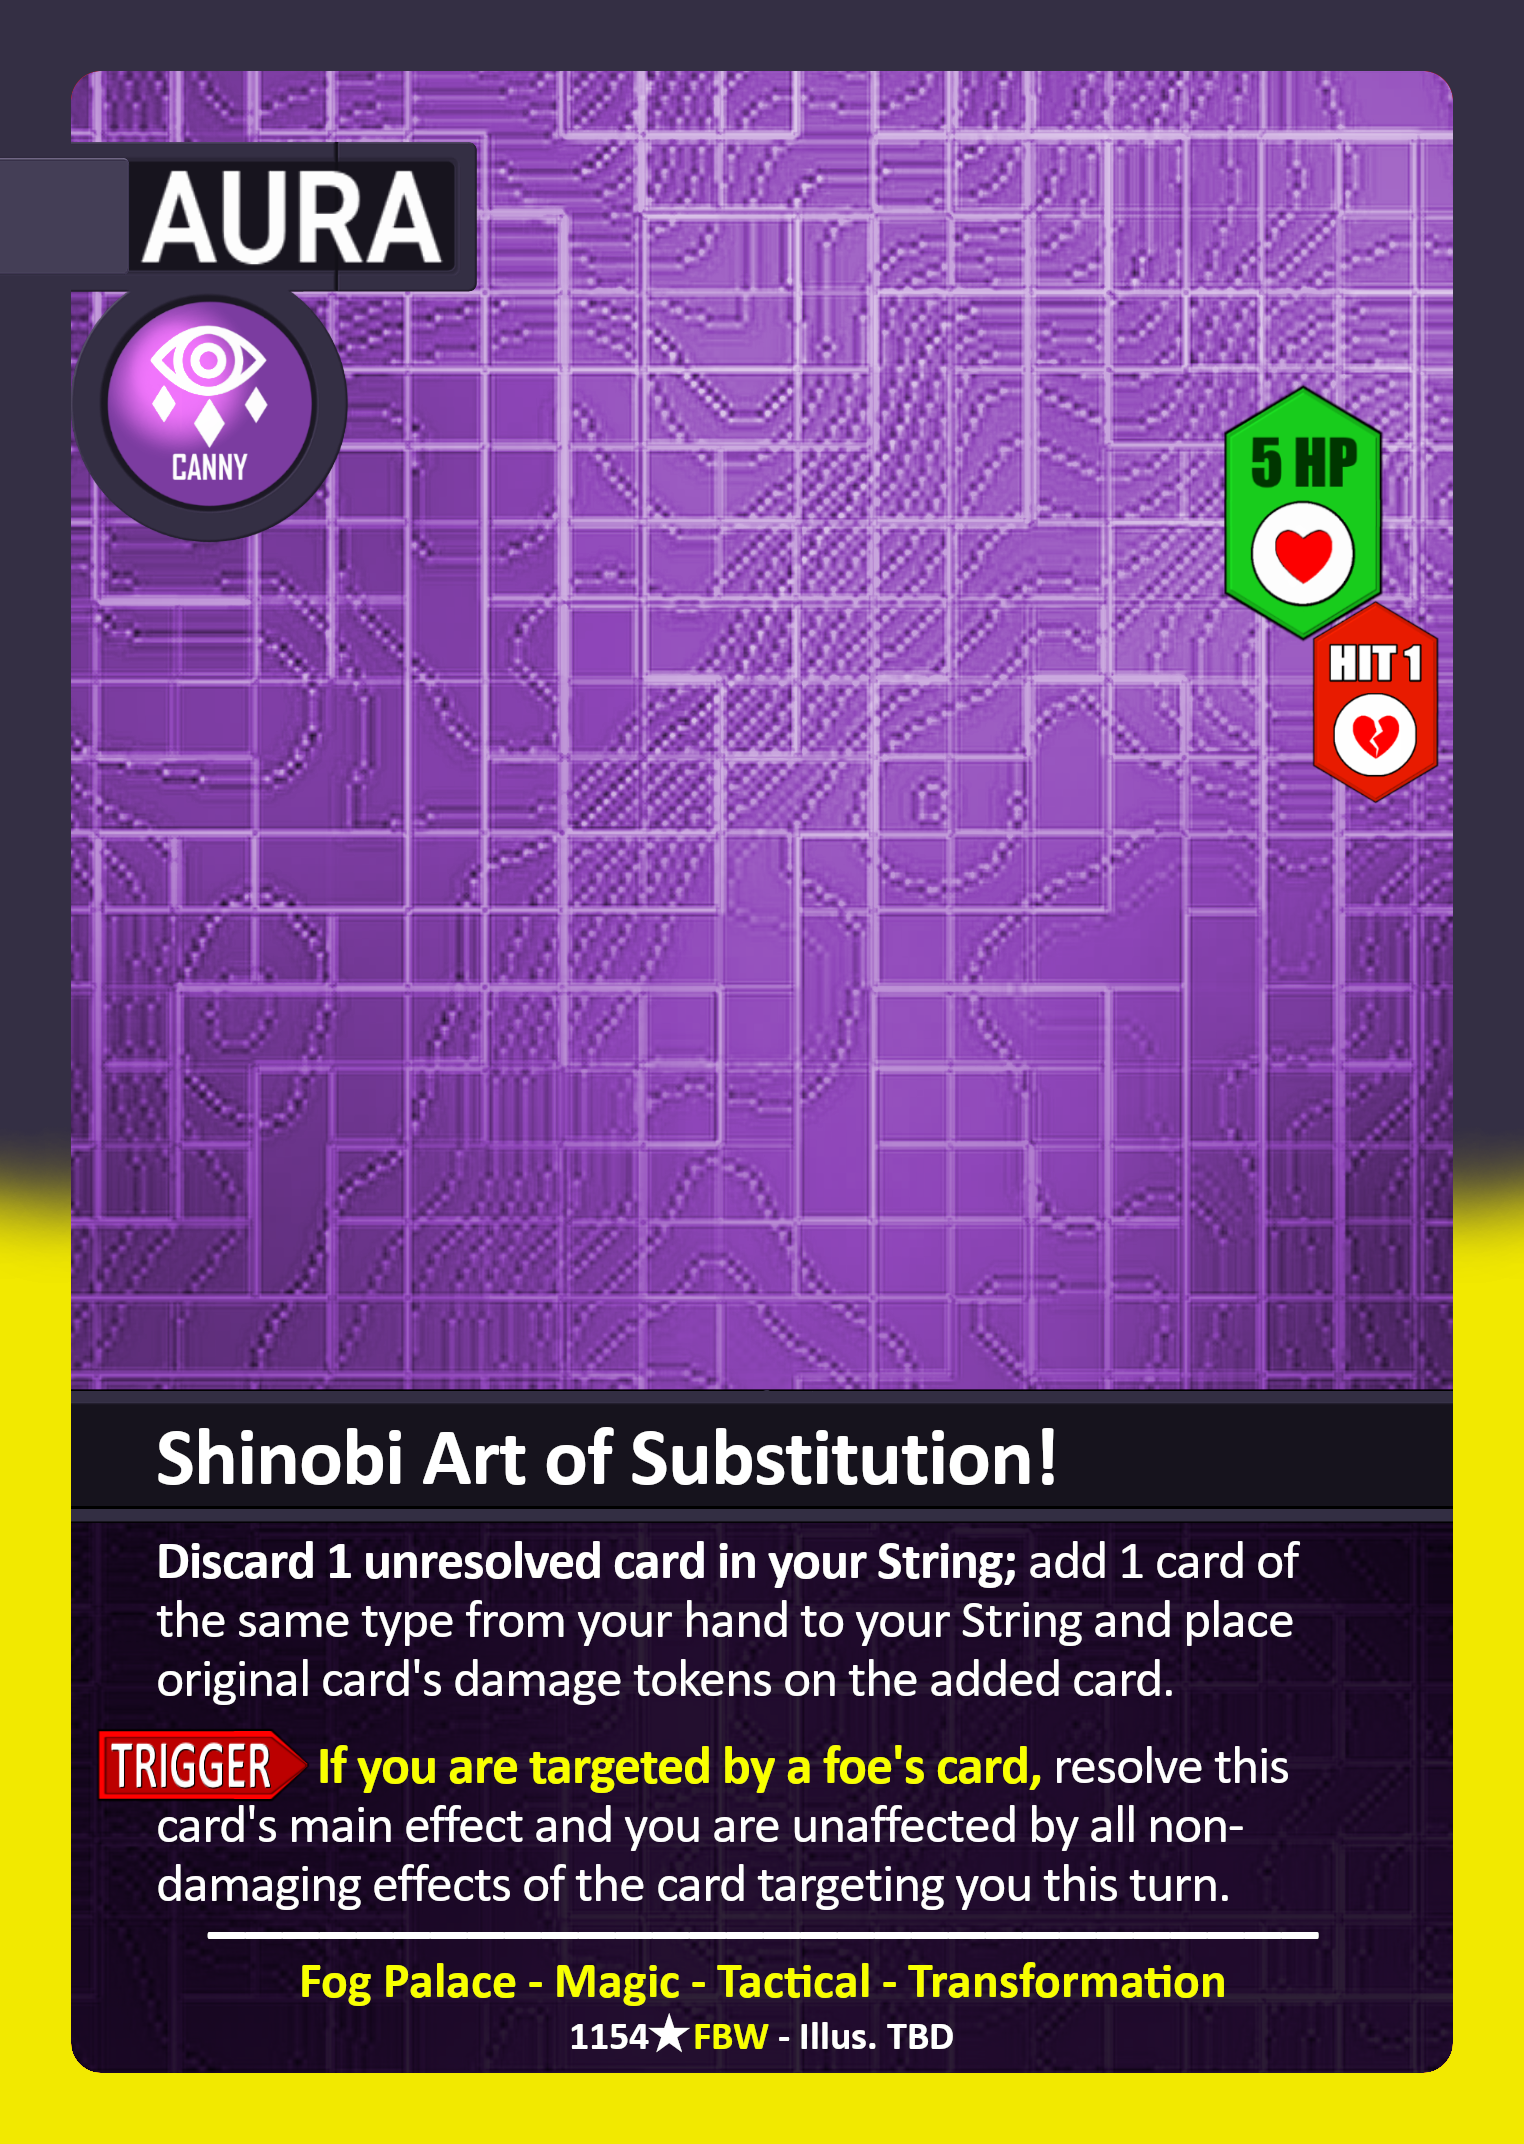 AURA
CANNY
5 HP
HIT 1
Shinobi Art of Substitution!
Discard 1 unresolved card in your String; add 1 card of
the same type from your hand to your String and place
original card's damage tokens on the added card.
TRIGGER If you are targeted by a foe's card, resolve this
card's main effect and you are unaffected by all non-
damaging effects of the card targeting you this turn.
Fog Palace - Magic - Tactical - Transformation
1154★FBW - Illus. TBD